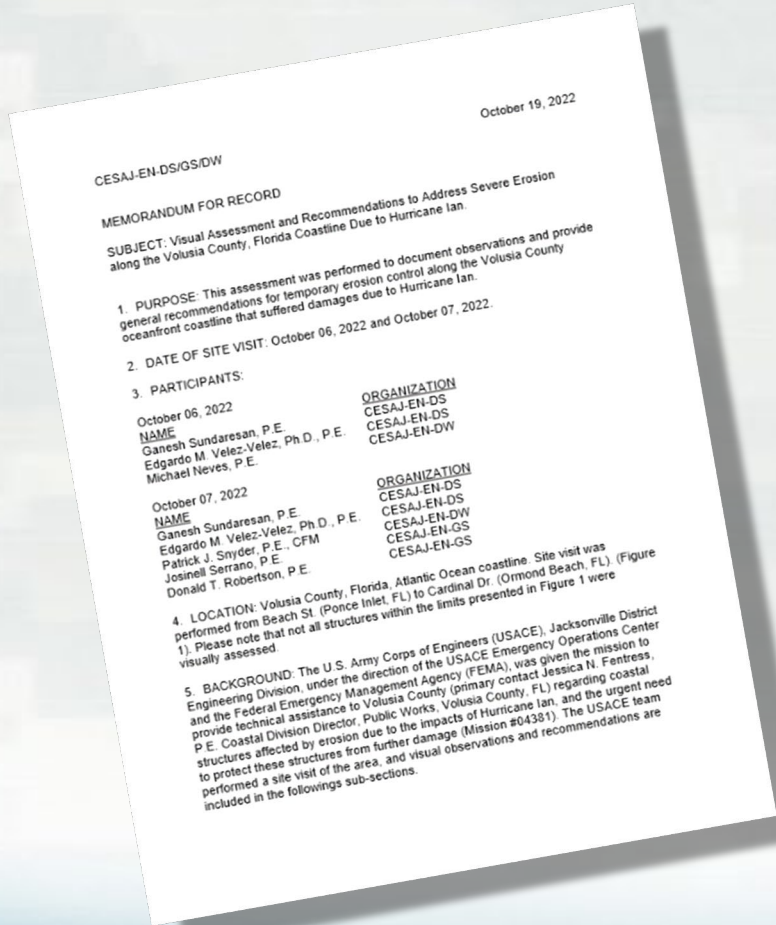 October 19, 2022
CESAJ-EN-DS/GS/DW
MEMORANDUM FOR RECORD
SUBJECT: Visual Assessment and Recommendations to Address Severe Erosion
along the Volusia County, Florida Coastline Due to Hurricane Ian.
1. PURPOSE: This assessment was performed to document observations and provide
general recommendations for temporary erosion control along the Volusia County
oceanfront coastline that suffered damages due to Hurricane Ian.
2. DATE OF SITE VISIT: October 06, 2022 and October 07, 2022.
3. PARTICIPANTS:
October 06, 2022
NAME ORGANIZATION
Ganesh Sundaresan, P.E. CESAJ-EN-DS
Edgardo M. Velez-Velez, Ph.D., P.E. CESAJ-EN-DS
Michael Neves, P.E. CESAJ-EN-DW
October 07, 2022
NAME ORGANIZATION
Ganesh Sundaresan, P.E. CESAJ-EN-DS
Edgardo M. Velez-Velez, Ph.D., P.E. CESAJ-EN-DS
Patrick J. Snyder, P.E., CFM CESAJ-EN-DW
Josinell Serrano, P.E. CESAJ-EN-GS
Donald T. Robertson, P.E. CESAJ-EN-GS
4. LOCATION: Volusia County, Florida, Atlantic Ocean coastline. Site visit was
performed from Beach St. (Ponce Inlet, FL) to Cardinal Dr. (Ormond Beach, FL). (Figure
1). Please note that not all structures within the limits presented in Figure 1 were
visually assessed.
5. BACKGROUND: The U.S. Army Corps of Engineers (USACE), Jacksonville District
Engineering Division, under the direction of the USACE Emergency Operations Center
and the Federal Emergency Management Agency (FEMA), was given the mission to
provide technical assistance to Volusia County (primary contact Jessica N. Fentress,
P.E. Coastal Division Director, Public Works, Volusia County, FL) regarding coastal
structures affected by erosion due to the impacts of Hurricane Ian, and the urgent need
to protect these structures from further damage (Mission #04381). The USACE team
performed a site visit of the area, and visual observations and recommendations are
included in the followings sub-sections.